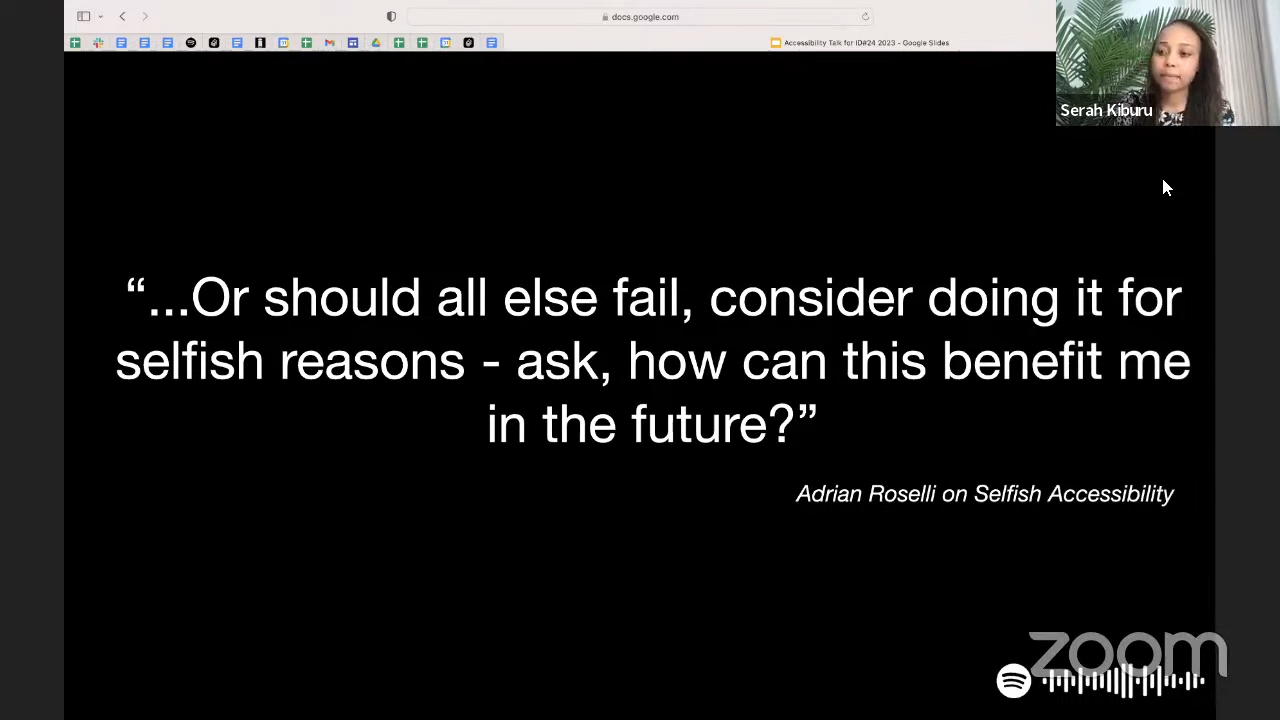 docs.google.com
Accessibility Talk for ID#24 2023 - Google Slides
Serah Kiburu
“...Or should all else fail, consider doing it for
selfish reasons - ask, how can this benefit me
in the future?”
Adrian Roselli on Selfish Accessibility
zoom